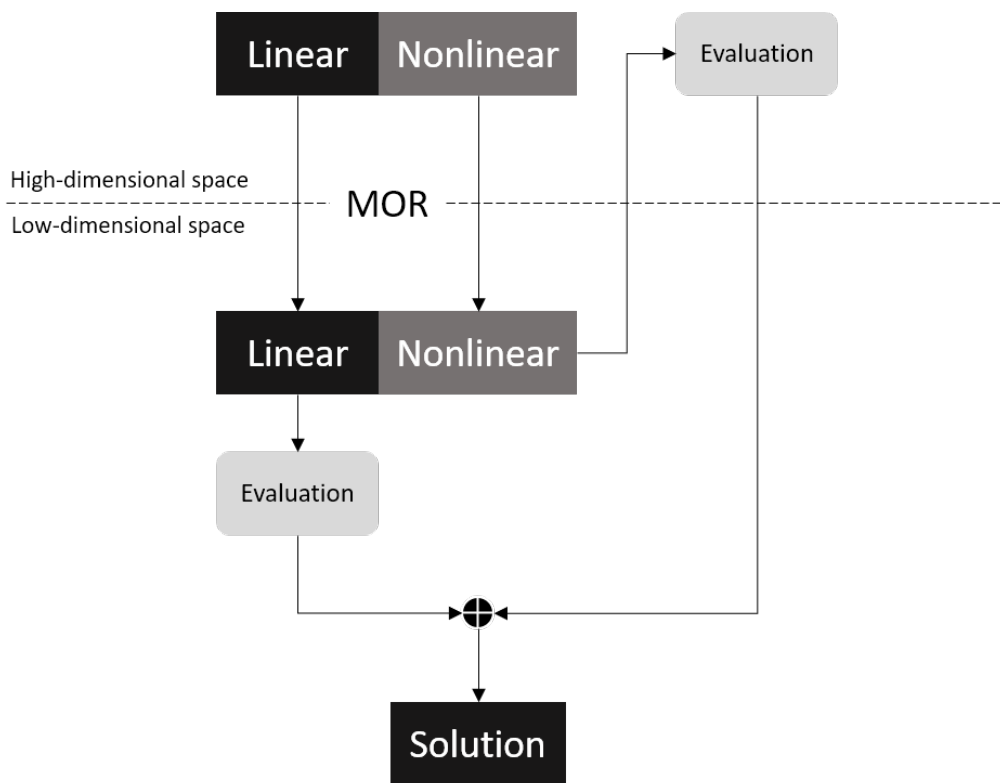 Linear Nonlinear
Evaluation
High-dimensional space
MOR
Low-dimensional space
Linear Nonlinear
Evaluation
Solution